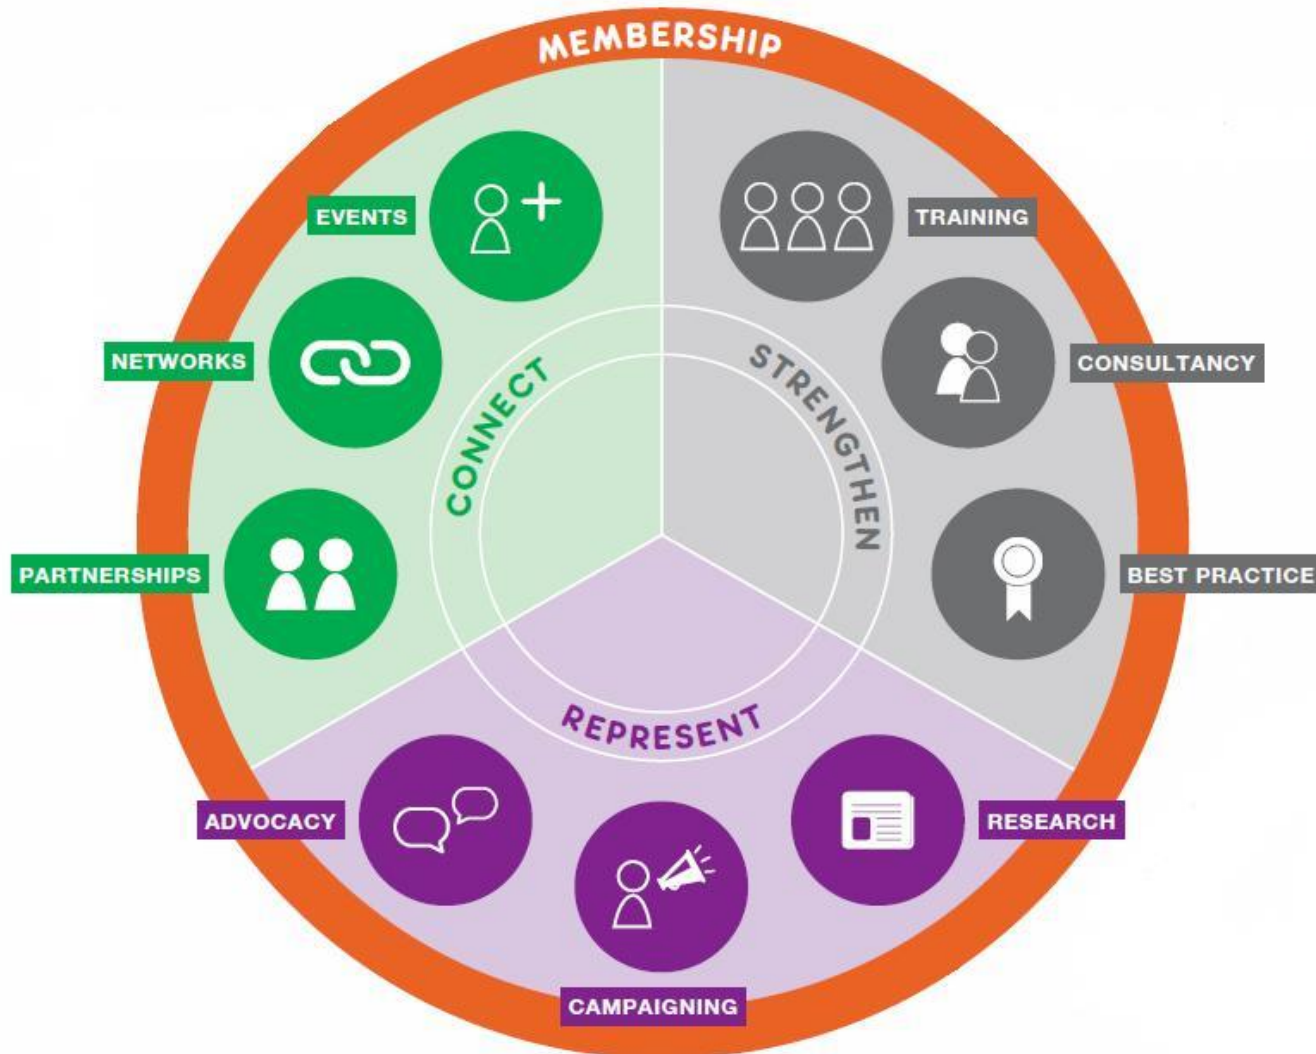 MEMBERSHIP
EVENTS
TRAINING
NETWORKS
CONSULTANCY
CONNECT
STRENGTHEN
PARTNERSHIPS
BEST PRACTICE
REPRESENT
ADVOCACY
RESEARCH
CAMPAIGNING